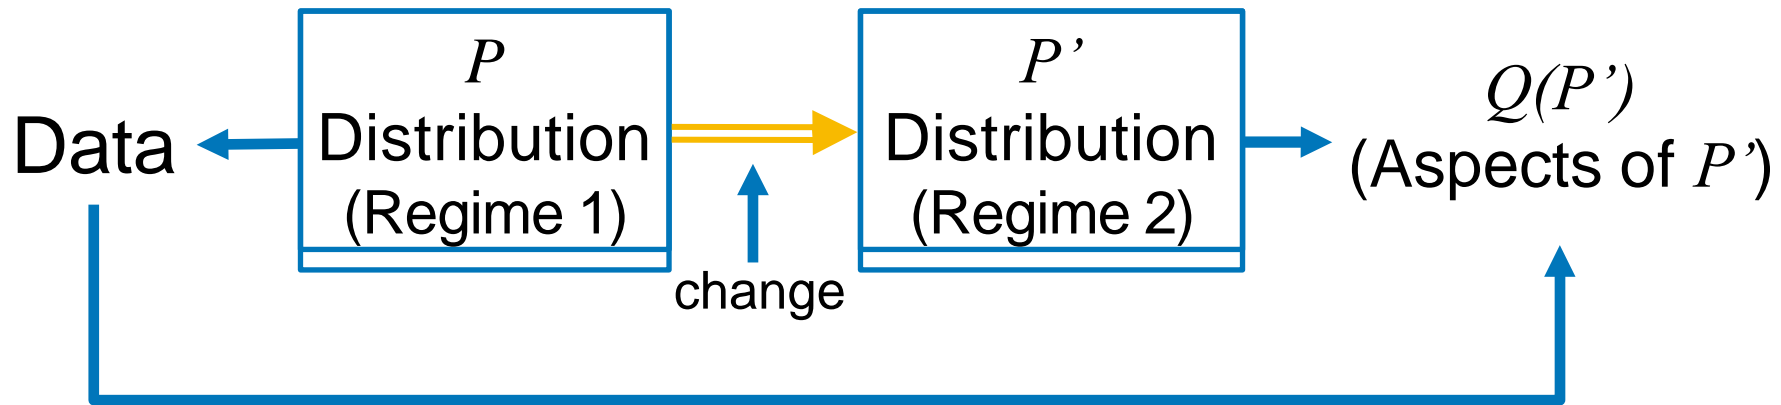 Data
P
Distribution
(Regime 1)
change
P’
Distribution
(Regime 2)
Q(P’)
(Aspects of P’)